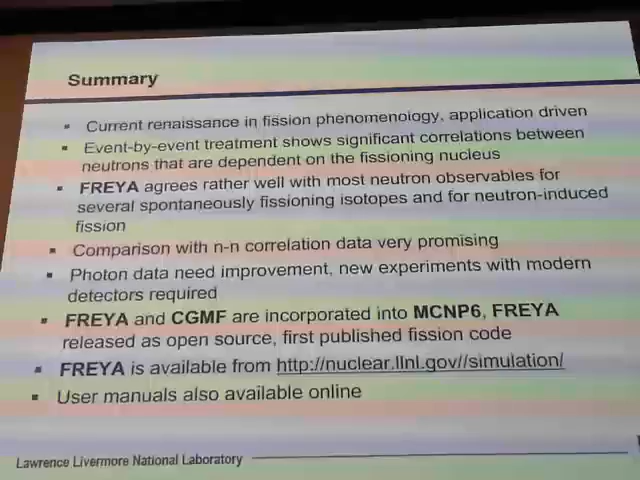 Summary
▪ Current renaissance in fission phenomenology, application driven
▪ Event-by-event treatment shows significant correlations between
neutrons that are dependent on the fissioning nucleus
▪ FREYA agrees rather well with most neutron observables for
several spontaneously fissioning isotopes and for neutron-induced
fission
▪ Comparison with n-n correlation data very promising
▪ Photon data need improvement, new experiments with modern
detectors required
▪ FREYA and CGMF are incorporated into MCNP6, FREYA
released as open source, first published fission code
▪ FREYA is available from http://nuclear.llnl.gov//simulation/
▪ User manuals also available online
Lawrence Livermore National Laboratory